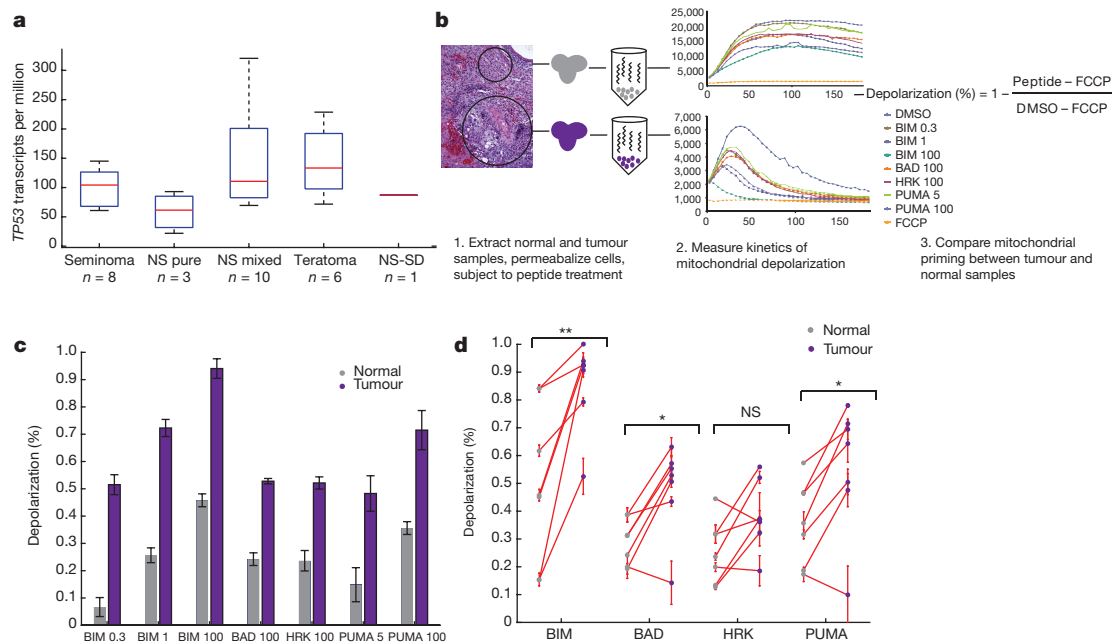 a
TP53 transcripts per million
300
250
200
150
100
50
0
Seminoma
n = 8
NS pure
n = 3
NS mixed
n = 10
Teratoma
n = 6
NS-SD
n = 1
b
25,000
20,000
15,000
10,000
5,000
0
0
100
Depolarization (%) = 1 –
Peptide – FCCP
DMSO – FCCP
7,000
6,000
5,000
4,000
3,000
2,000
1,000
0
0
50
100
150
DMSO
BIM 0.3
BIM 1
BIM 100
BAD 100
HRK 100
PUMA 5
PUMA 100
FCCP
1. Extract normal and tumour
samples, permeabalize cells,
subject to peptide treatment
2. Measure kinetics of
mitochondrial depolarization
3. Compare mitochondrial
priming between tumour and
normal samples
c
Depolarization (%)
1.0
0.9
0.8
0.7
0.6
0.5
0.4
0.3
0.2
0.1
0
Normal
Tumour
BIM 0.3
BIM 1
BIM 100
BAD 100
HRK 100
PUMA 5
PUMA 100
d
Depolarization (%)
1.0
0.9
0.8
0.7
0.6
0.5
0.4
0.3
0.2
0.1
0
Normal
Tumour
**
*
NS
*
BIM
BAD
HRK
PUMA